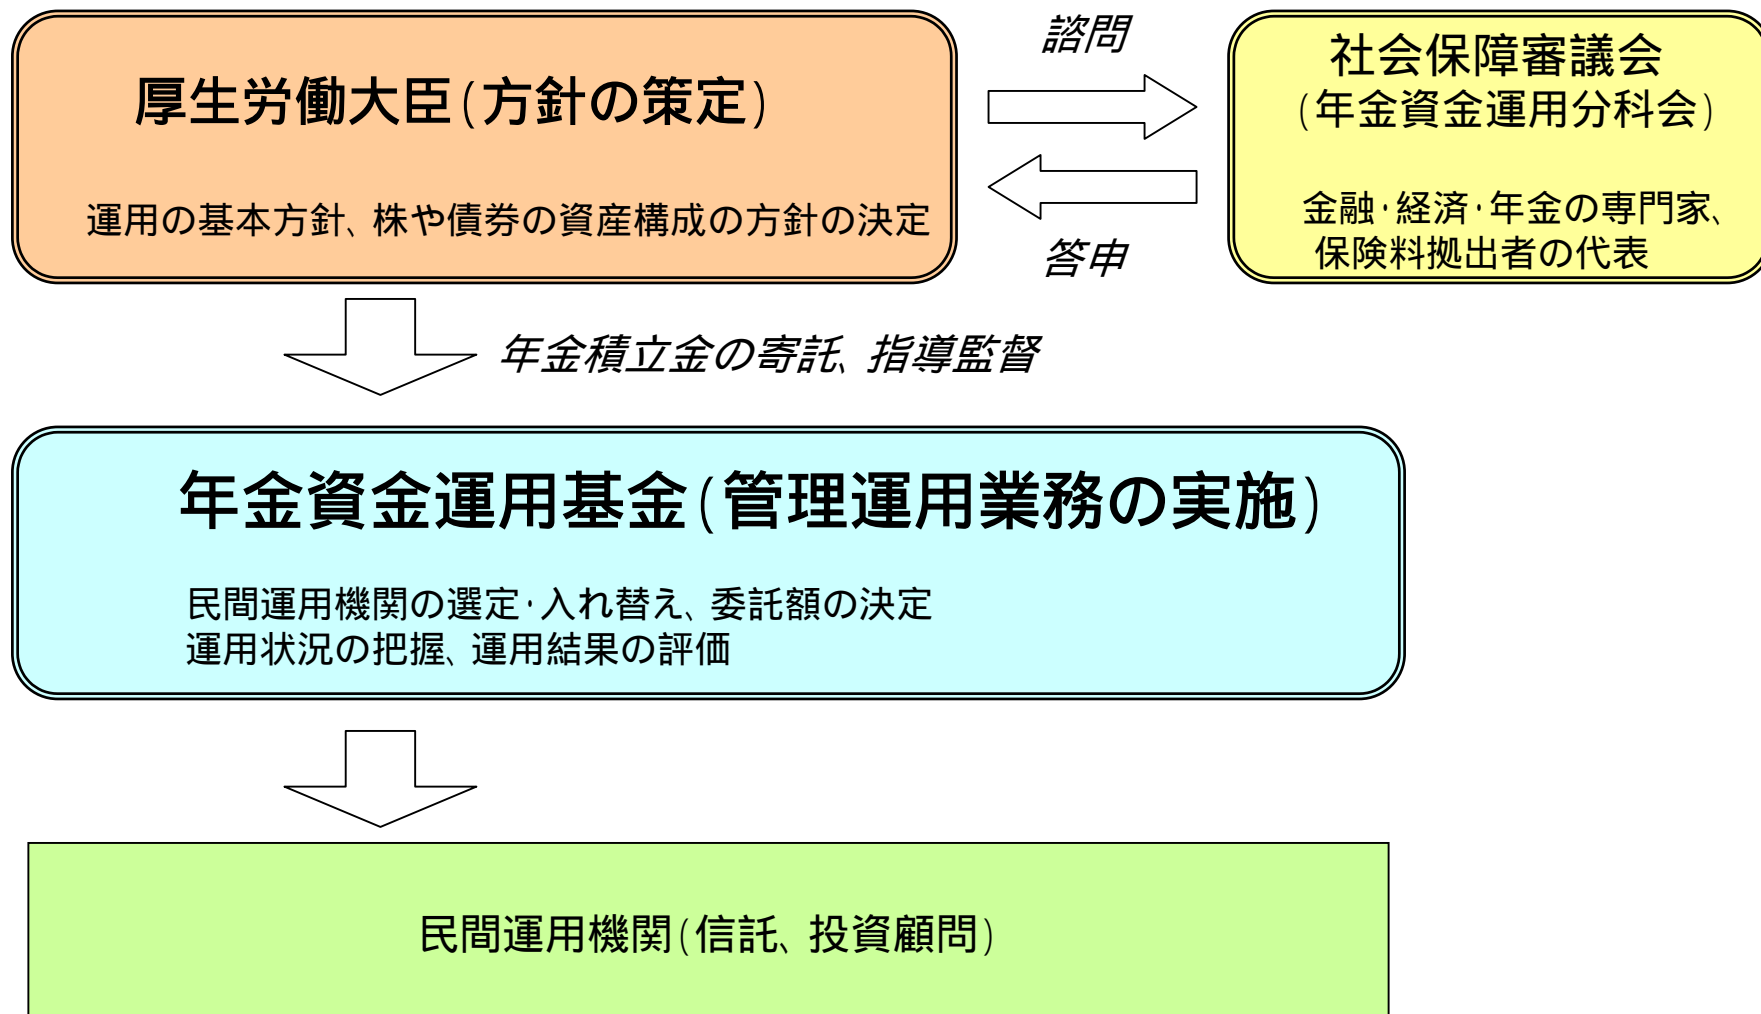 厚生労働大臣(方針の策定)
運用の基本方針、株や債券の資産構成の方針の決定
諮問
答申
社会保障審議会
(年金資金運用分科会)
金融・経済・年金の専門家、
保険料拠出者の代表
年金積立金の寄託、指導監督
年金資金運用基金(管理運用業務の実施)
民間運用機関の選定・入れ替え、委託額の決定
運用状況の把握、運用結果の評価
民間運用機関(信託、投資顧問)